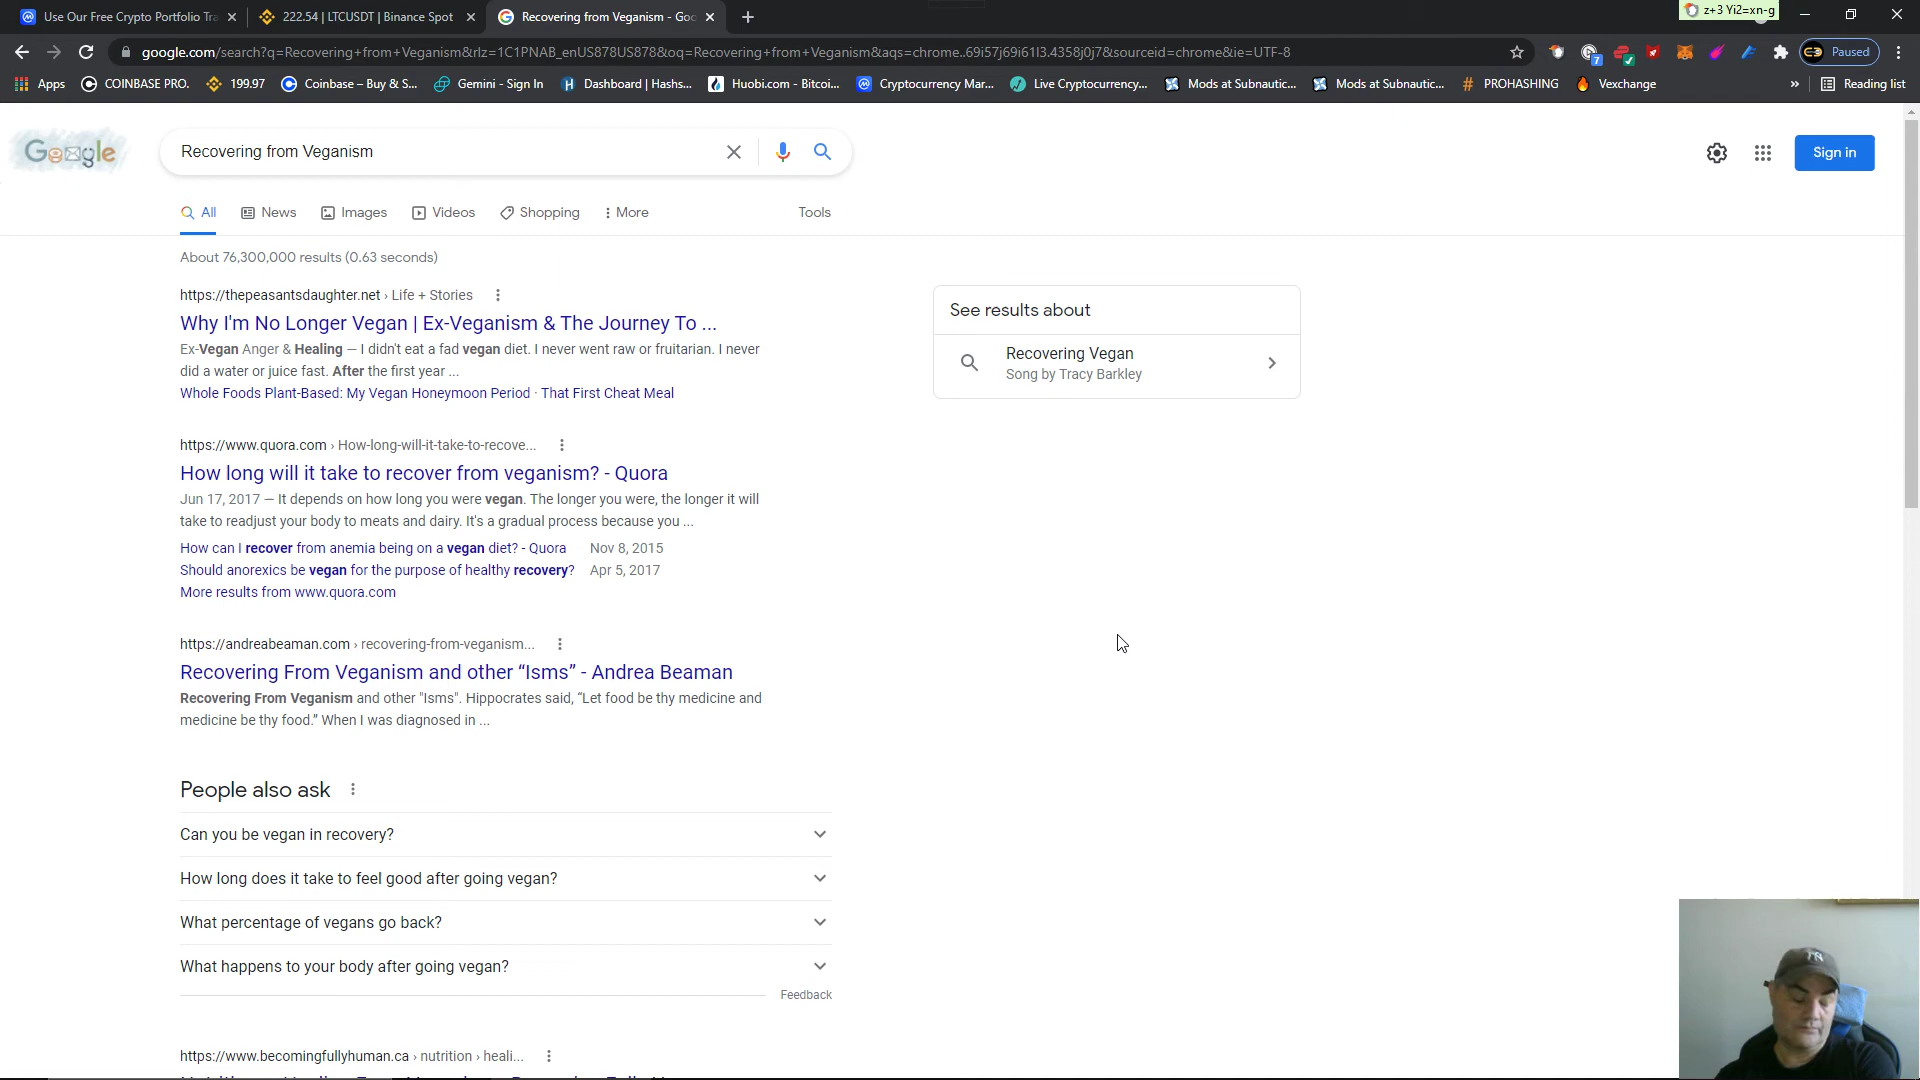 Use Our Free Crypto Portfolio Tra
222.54 | LTCUSDT | Binance Spot
Recovering from Veganism - Goo
z+3 Yi2=xn-g
google.com/search?q=Recovering+from+Veganism&rlz=1C1PNAB_enUS878US878&oq=Recovering+from+Veganism&aqs=chrome..69i57j69i61l3.4358j0j7&sourceid=chrome&ie=UTF-8
7
Paused
Apps
COINBASE PRO.
199.97
Coinbase – Buy & S...
Gemini - Sign In
Dashboard | Hashs...
Huobi.com - Bitcoi...
Cryptocurrency Mar...
Live Cryptocurrency...
Mods at Subnautic...
Mods at Subnautic...
PROHASHING
Vexchange
»
Reading list
Google
Recovering from Veganism
Sign in
All
News
Images
Videos
Shopping
More
Tools
About 76,300,000 results (0.63 seconds)
https://thepeasantsdaughter.net › Life + Stories
Why I'm No Longer Vegan | Ex-Veganism & The Journey To ...
Ex-Vegan Anger & Healing — I didn't eat a fad vegan diet. I never went raw or fruitarian. I never
did a water or juice fast. After the first year ...
Whole Foods Plant-Based: My Vegan Honeymoon Period · That First Cheat Meal
See results about
Recovering Vegan
Song by Tracy Barkley
https://www.quora.com › How-long-will-it-take-to-recove...
How long will it take to recover from veganism? - Quora
Jun 17, 2017 — It depends on how long you were vegan. The longer you were, the longer it will
take to readjust your body to meats and dairy. It's a gradual process because you ...
How can I recover from anemia being on a vegan diet? - Quora Nov 8, 2015
Should anorexics be vegan for the purpose of healthy recovery? Apr 5, 2017
More results from www.quora.com
https://andreabeaman.com › recovering-from-veganism...
Recovering From Veganism and other “Isms” - Andrea Beaman
Recovering From Veganism and other "Isms". Hippocrates said, “Let food be thy medicine and
medicine be thy food.” When I was diagnosed in ...
People also ask
Can you be vegan in recovery?
How long does it take to feel good after going vegan?
What percentage of vegans go back?
What happens to your body after going vegan?
Feedback
https://www.becomingfullyhuman.ca › nutrition › heali...